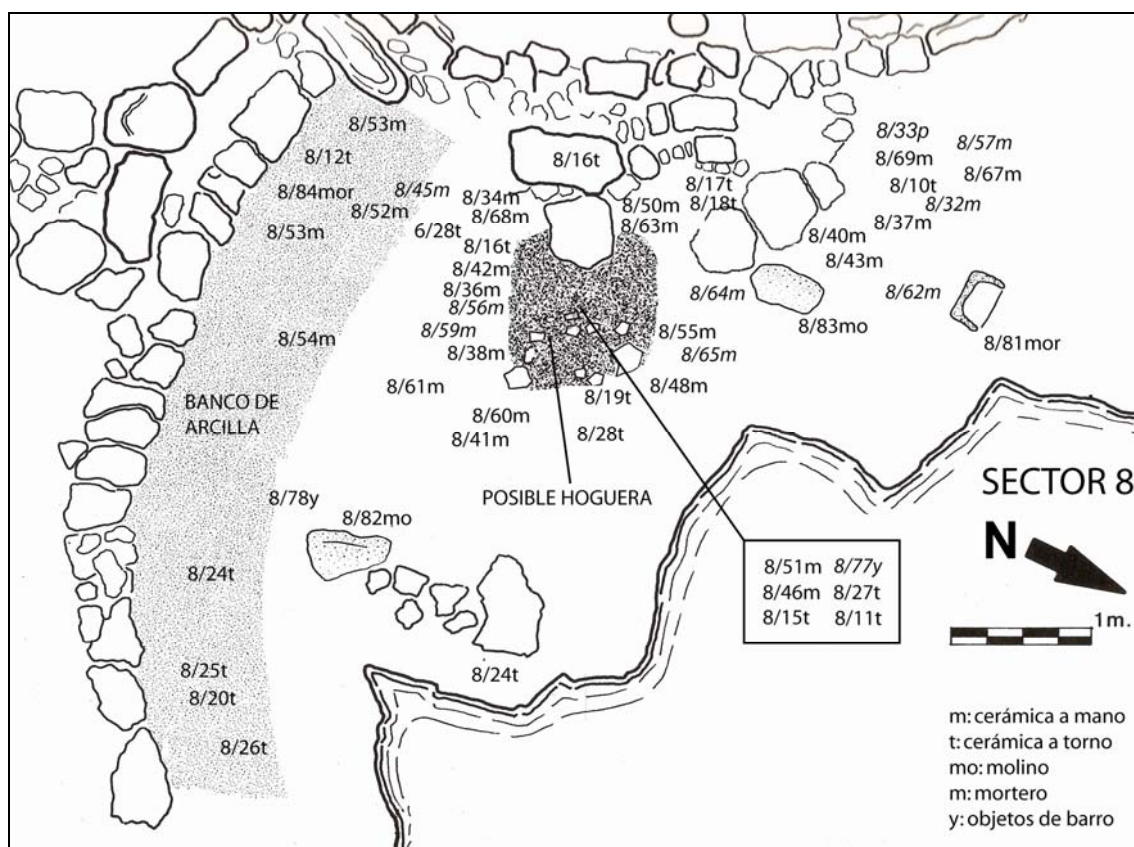 8/53m
8/12t
8/84mor
8/45m
8/52m
8/53m
6/28t
8/34m
8/68m
8/16t
8/16t
8/42m
8/36m
8/56m
8/59m
8/38m
8/54m
8/61m
8/60m
8/41m
8/50m
8/63m
8/17t
8/18t
8/33p
8/57m
8/69m
8/10t
8/67m
8/32m
8/37m
8/40m
8/43m
8/64m
8/62m
8/83mo
8/81mor
8/55m
8/65m
8/48m
8/19t
8/28t
BANCO DE
ARCILLA
POSIBLE HOGUERA
8/78y
8/82mo
8/24t
8/24t
8/25t
8/20t
8/26t
8/51m 8/77y
8/46m 8/27t
8/15t 8/11t
SECTOR 8
N
1m.
m: cerámica a mano
t: cerámica a torno
mo: molino
m: mortero
y: objetos de barro